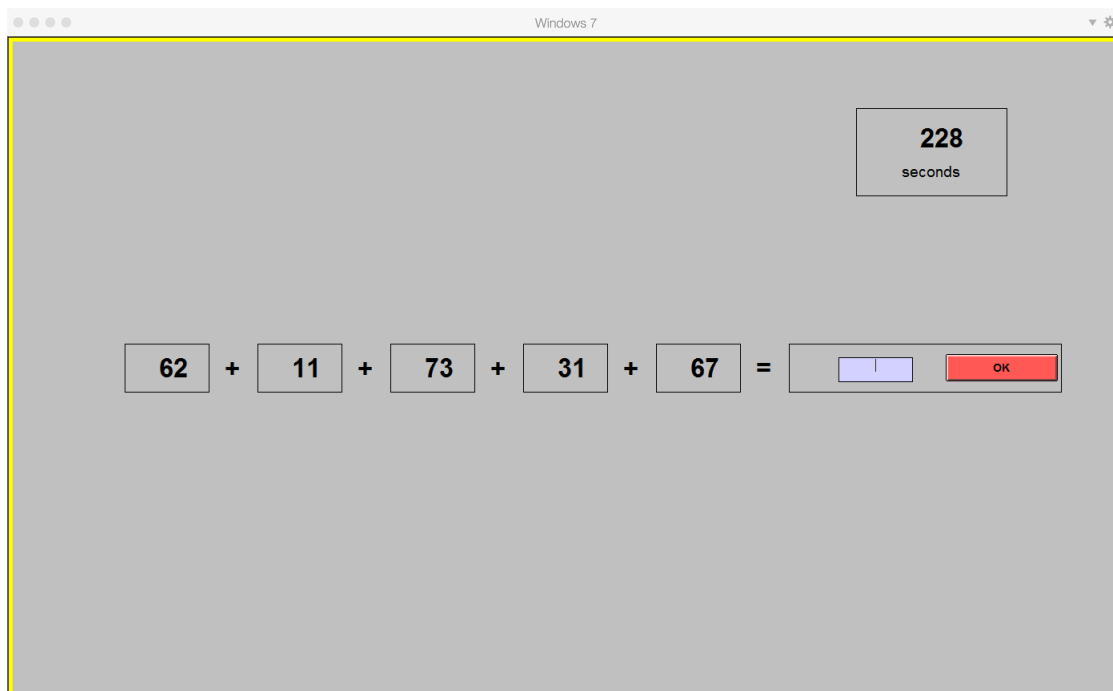 Windows 7
228
seconds
62 + 11 + 73 + 31 + 67 = OK